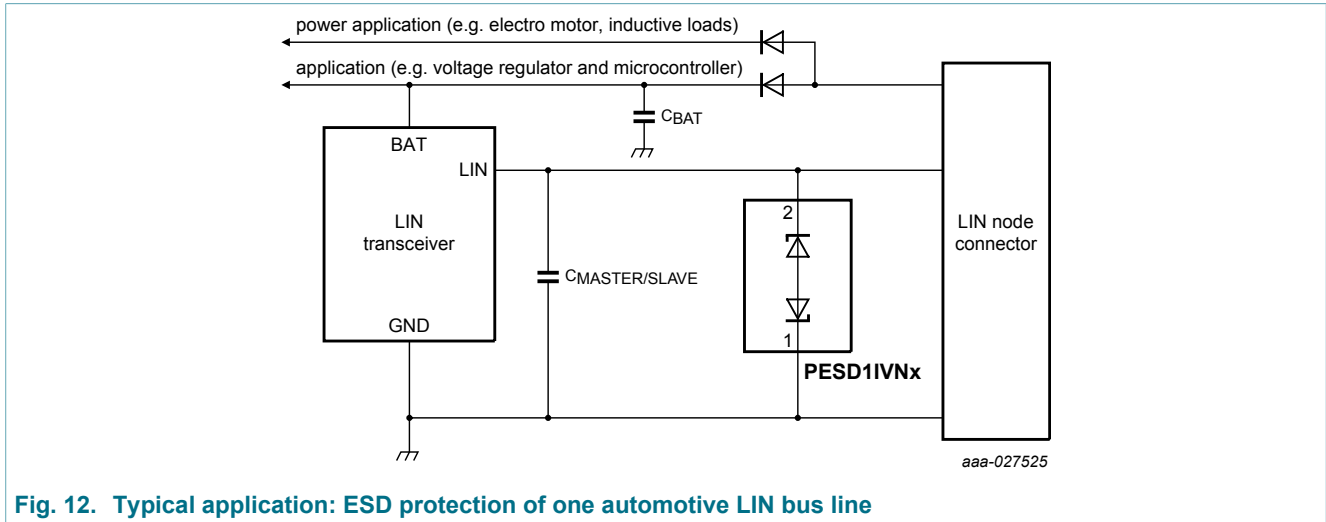 power application (e.g. electro motor, inductive loads)
application (e.g. voltage regulator and microcontroller)
CBAT
BAT
LIN
LIN
transceiver
GND
CMASTER/SLAVE
2
1
PESD1IVNx
LIN node
connector
aaa-027525
Fig. 12. Typical application: ESD protection of one automotive LIN bus line